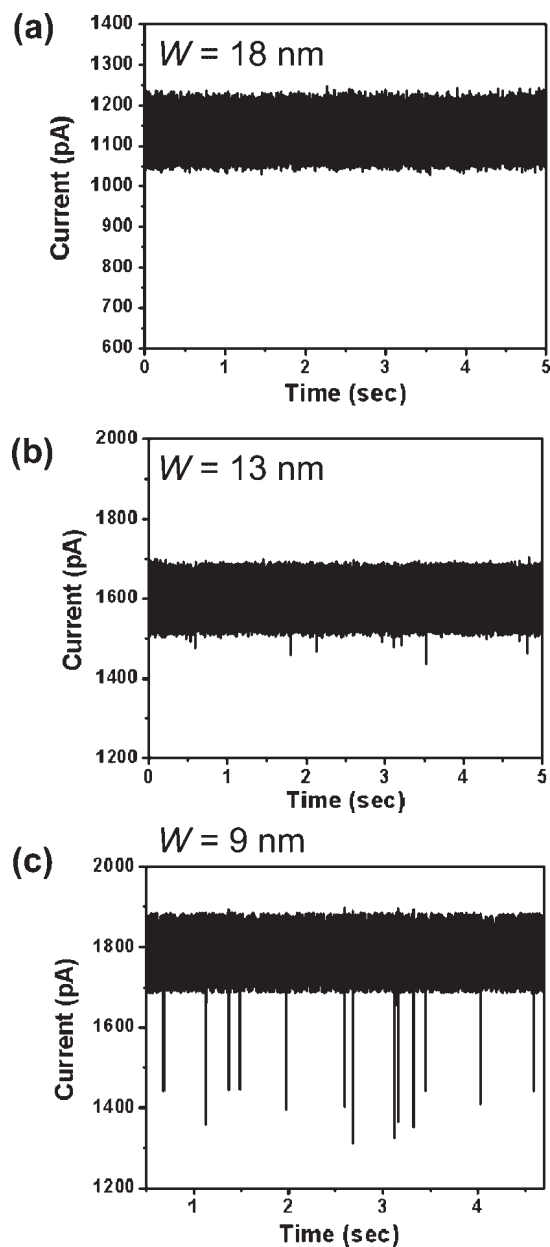 (a)
W = 18 nm
1400
1300
1200
1100
1000
900
800
700
600
Current (pA)
0 1 2 3 4 5
Time (sec)
(b)
W = 13 nm
2000
1800
1600
1400
1200
Current (pA)
0 1 2 3 4 5
Time (sec)
(c)
W = 9 nm
2000
1800
1600
1400
1200
Current (pA)
1 2 3 4
Time (sec)